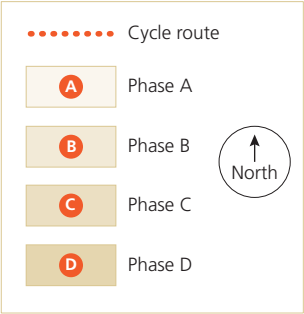 Cycle route
A Phase A
B Phase B
North
C Phase C
D Phase D